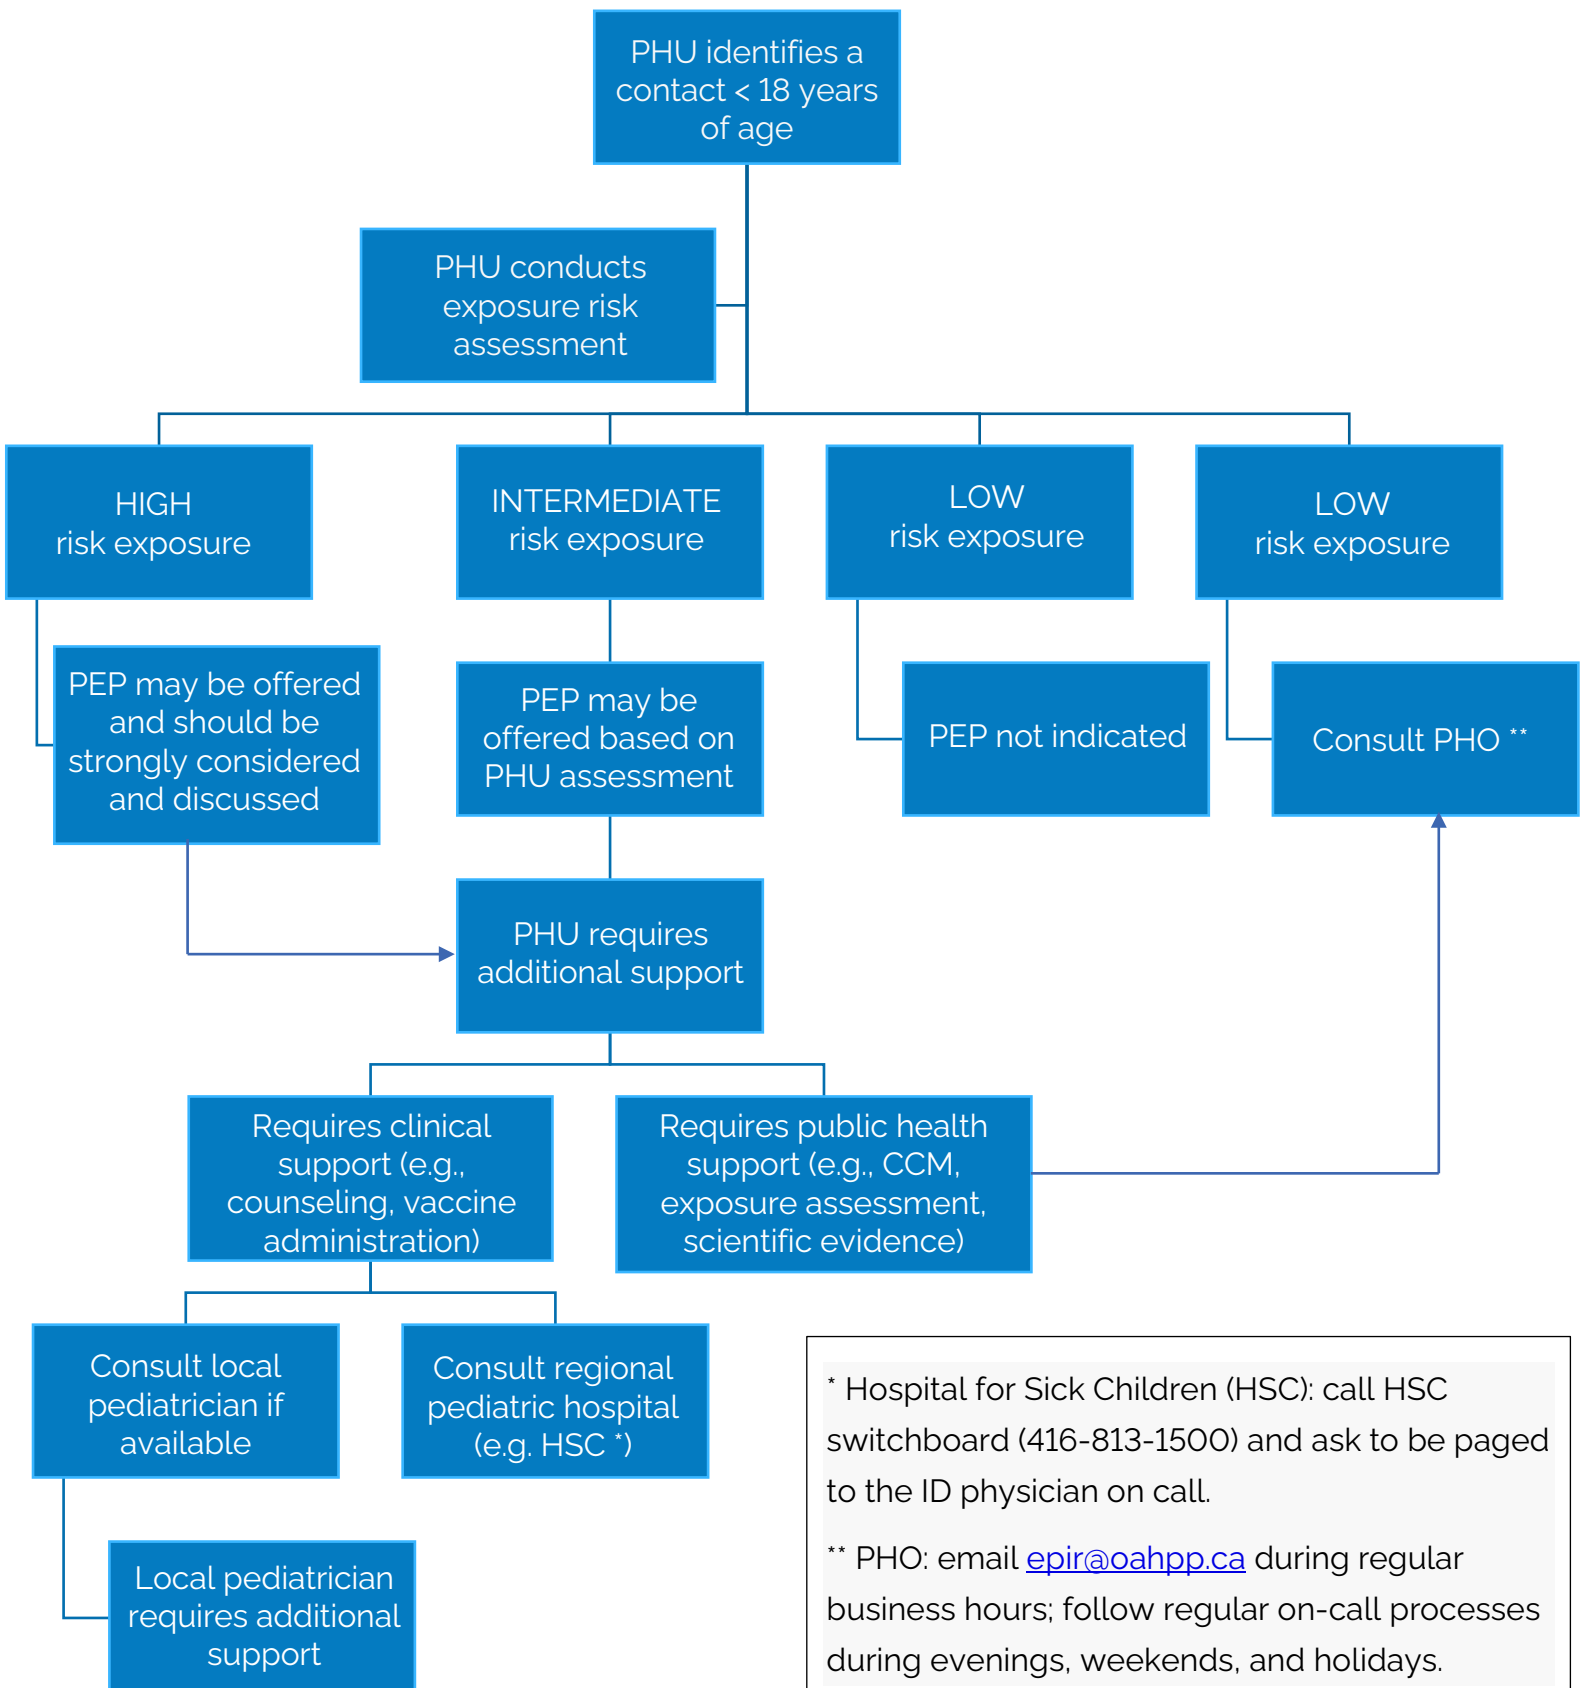 PHU identifies a
contact < 18 years
of age
PHU conducts
exposure risk
assessment
HIGH
risk exposure
INTERMEDIATE
risk exposure
LOW
risk exposure
LOW
risk exposure
PEP may be offered
and should be
strongly considered
and discussed
PEP may be
offered based on
PHU assessment
PEP not indicated
Consult PHO **
PHU requires
additional support
Requires clinical
support (e.g.,
counseling, vaccine
administration)
Requires public health
support (e.g., CCM,
exposure assessment,
scientific evidence)
Consult local
pediatrician if
available
Consult regional
pediatric hospital
(e.g. HSC *)
Local pediatrician
requires additional
support
* Hospital for Sick Children (HSC): call HSC
switchboard (416-813-1500) and ask to be paged
to the ID physician on call.
** PHO: email epir@oahpp.ca during regular
business hours; follow regular on-call processes
during evenings, weekends, and holidays.